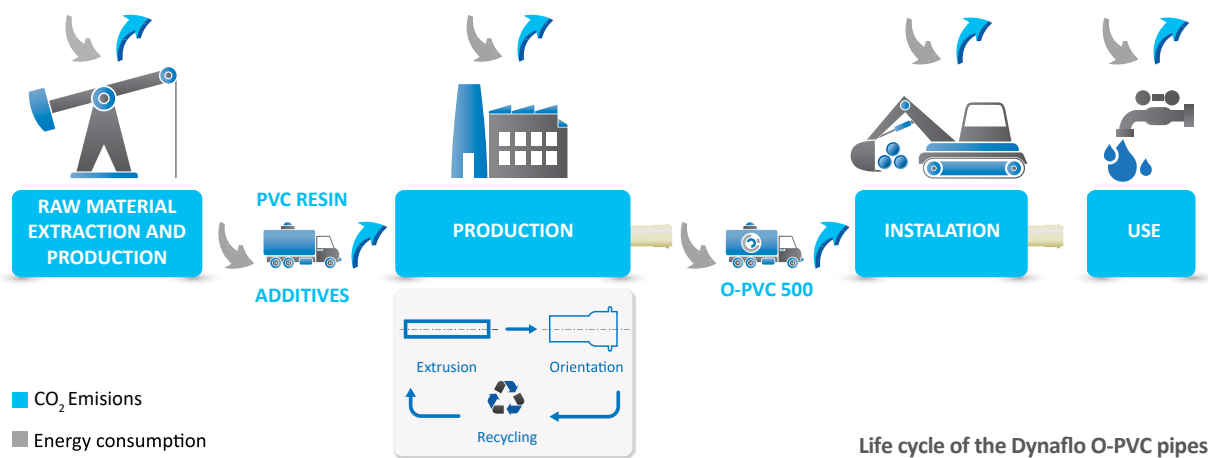 RAW MATERIAL
EXTRACTION AND
PRODUCTION
PVC RESIN
ADDITIVES
PRODUCTION
O-PVC 500
INSTALATION
USE
Extrusion
Orientation
Recycling
CO₂ Emisions
Energy consumption
Life cycle of the Dynaflo O-PVC pipes